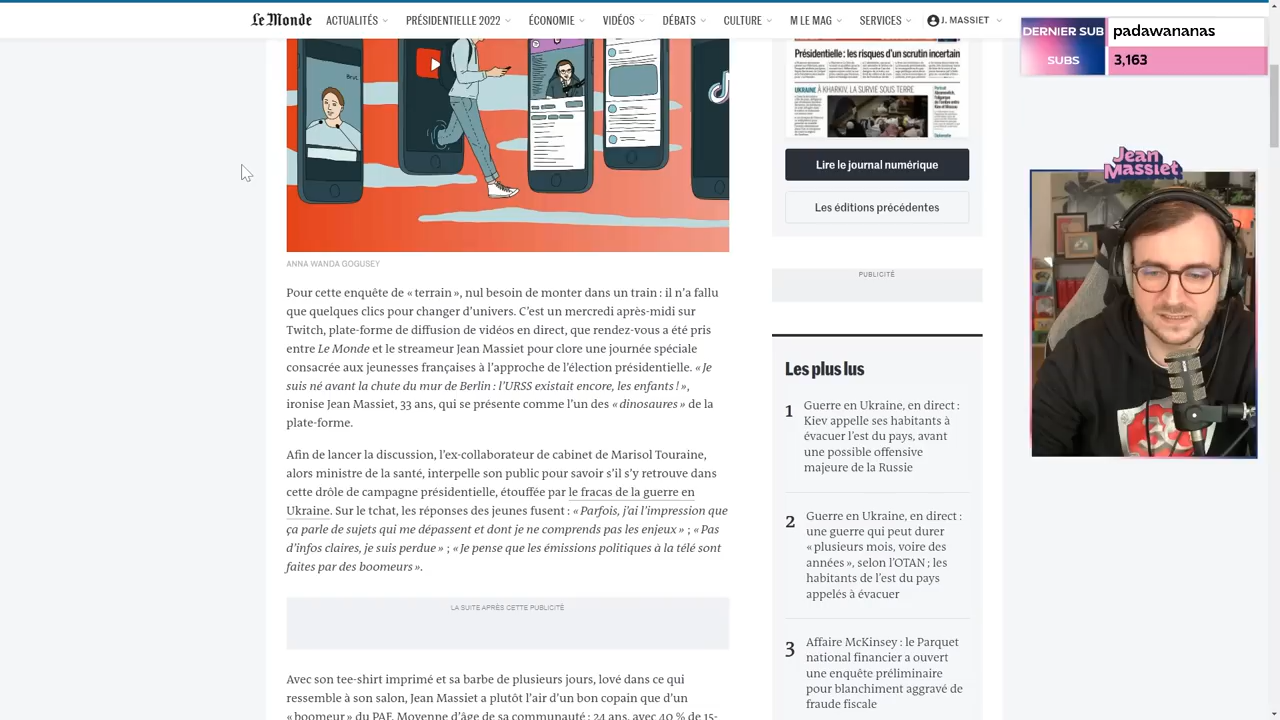 Le Monde ACTUALITÉS PRÉSIDENTIELLE 2022 ÉCONOMIE VIDÉOS DÉBATS CULTURE M LE MAG SERVICES J. MASSIET
DERNIER SUB padawananas
SUBS 3,163
Brut.
Présidentielle : les risques d'un scrutin incertain
UKRAINE À KHARKIV, LA SURVIE SOUS TERRE
Lire le journal numérique
Les éditions précédentes
Jean
Massiet
ANNA WANDA GOGUSEY
Pour cette enquête de « terrain », nul besoin de monter dans un train : il n'a fallu
que quelques clics pour changer d'univers. C'est un mercredi après-midi sur
Twitch, plate-forme de diffusion de vidéos en direct, que rendez-vous a été pris
entre Le Monde et le streameur Jean Massiet pour clore une journée spéciale
consacrée aux jeunesses françaises à l'approche de l'élection présidentielle. « Je
suis né avant la chute du mur de Berlin : l'URSS existait encore, les enfants ! »,
ironise Jean Massiet, 33 ans, qui se présente comme l'un des « dinosaures » de la
plate-forme.
Afin de lancer la discussion, l'ex-collaborateur de cabinet de Marisol Touraine,
alors ministre de la santé, interpelle son public pour savoir s'il s'y retrouve dans
cette drôle de campagne présidentielle, étouffée par le fracas de la guerre en
Ukraine. Sur le tchat, les réponses des jeunes fusent : « Parfois, j'ai l'impression que
ça parle de sujets qui me dépassent et dont je ne comprends pas les enjeux » ; « Pas
d'infos claires, je suis perdue » ; « Je pense que les émissions politiques à la télé sont
faites par des boomeurs ».
LA SUITE APRÈS CETTE PUBLICITÉ
Avec son tee-shirt imprimé et sa barbe de plusieurs jours, lové dans ce qui
ressemble à son salon, Jean Massiet a plutôt l'air d'un bon copain que d'un
« boomeur » du PAF. Moyenne d'âge de sa communauté : 24 ans, avec 40 % de 15-
PUBLICITÉ
Les plus lus
1 Guerre en Ukraine, en direct :
Kiev appelle ses habitants à
évacuer l'est du pays, avant
une possible offensive
majeure de la Russie
2 Guerre en Ukraine, en direct :
une guerre qui peut durer
« plusieurs mois, voire des
années », selon l'OTAN ; les
habitants de l'est du pays
appelés à évacuer
3 Affaire McKinsey : le Parquet
national financier a ouvert
une enquête préliminaire
pour blanchiment aggravé de
fraude fiscale